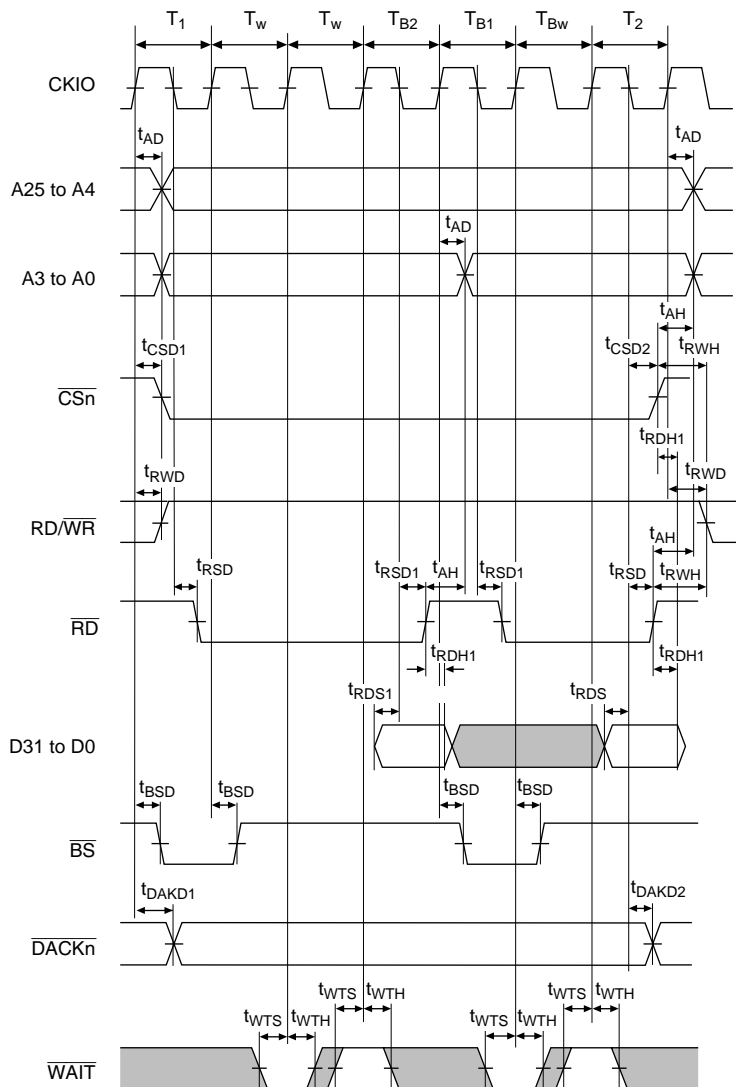 T1 Tw Tw TB2 TB1 TBw T2
CKIO
tAD tAD
A25 to A4
tAD
A3 to A0
tAH
tCSD1 tCSD2 tRWH
CSn
tRDH1
tRWD tRWD
RD/WR
tAH
tRSD tRSD1 tAH tRSD1 tRSD tRWH
RD
tRDH1 tRDH1
tRDS1 tRDS
D31 to D0
tBSD tBSD tBSD tBSD
BS
tDAKD1 tDAKD2
DACKn
tWTS tWTH tWTS tWTH
tWTS tWTH tWTS tWTH
WAIT